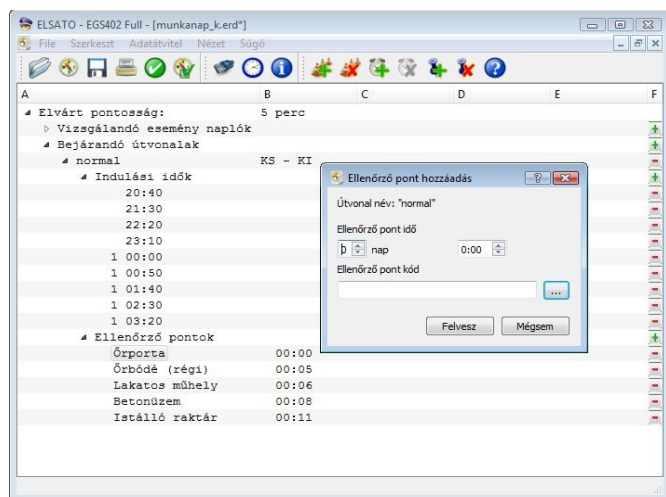 ELSATO - EGS402 Full - [munkanap_k.erd*]
File Szerkeszt Adatátvitel Nézet Súgó
A B C D E F
Elvárt pontosság: 5 perc
Vizsgálandó esemény naplók
Bejárandó útvonalak
normal KS - KI
Indulási idők
20:40
21:30
22:20
23:10
1 00:00
1 00:50
1 01:40
1 02:30
1 03:20
Ellenőrző pontok
Őrporta 00:00
Őrbódé (régi) 00:05
Lakatos műhely 00:06
Betonüzem 00:08
Istálló raktár 00:11
Ellenőrző pont hozzáadás
Útvonal név: "normal"
Ellenőrző pont idő
0 nap 0:00
Ellenőrző pont kód
...
Felvesz Mégsem